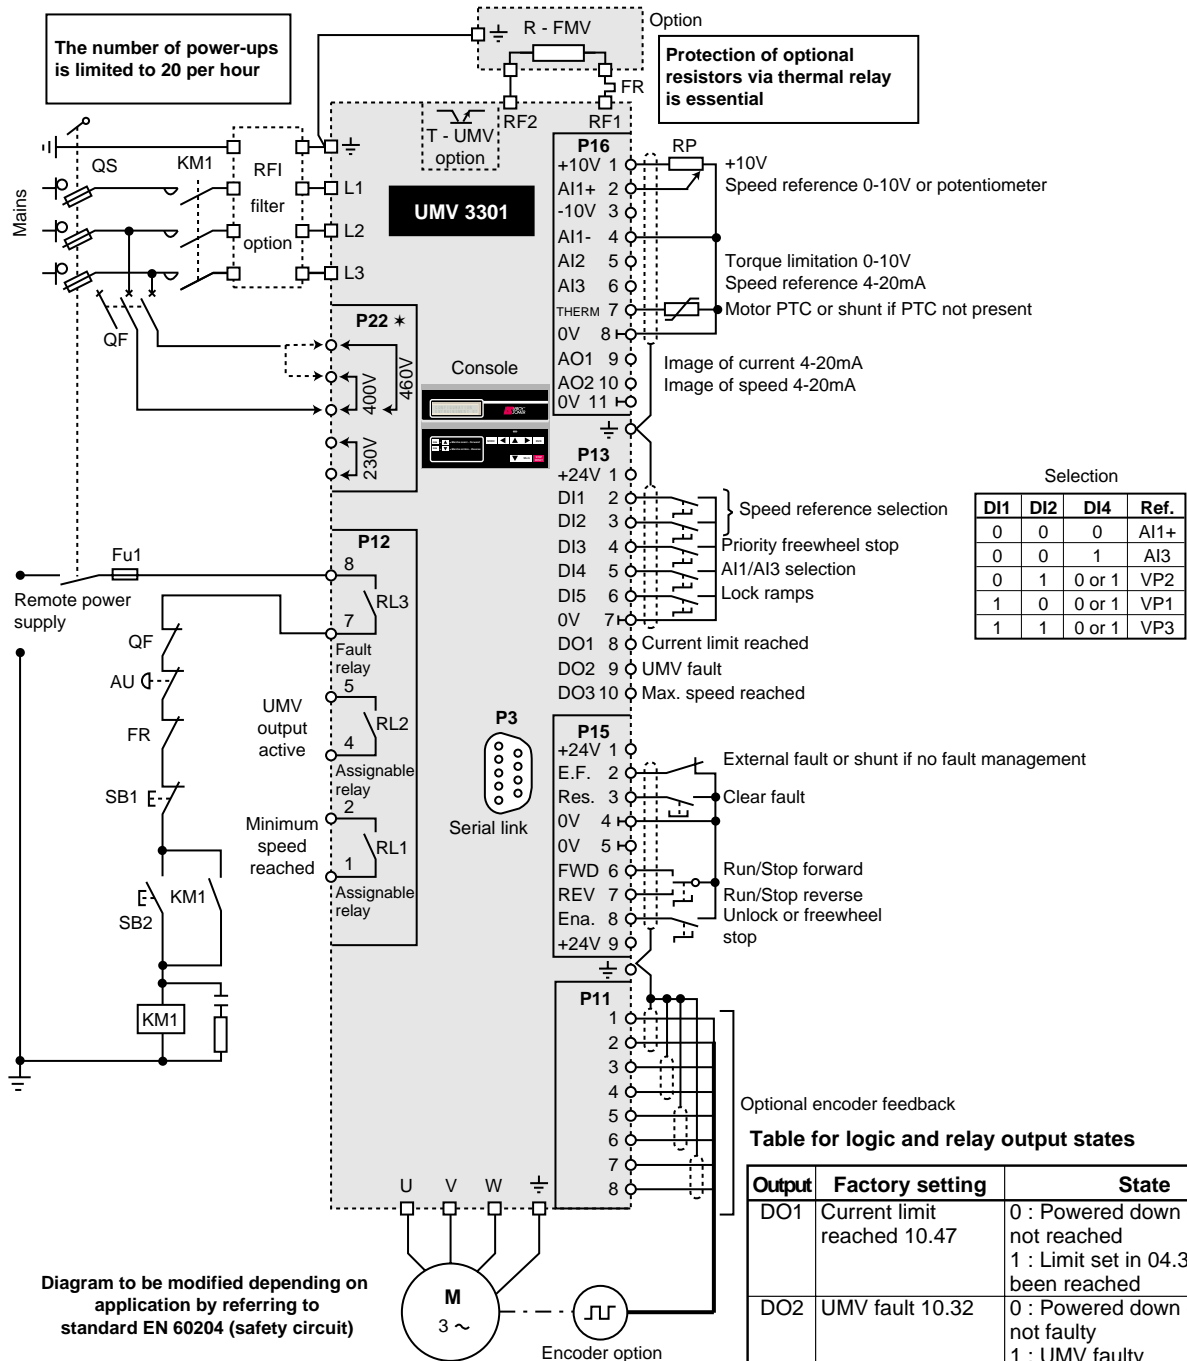 The number of power-ups
is limited to 20 per hour
R - FMV
Option
Protection of optional
resistors via thermal relay
is essential
FR
RF2
RF1
T - UMV
option
Mains
QS
KM1
RFI
filter
option
L1
L2
L3
QF
UMV 3301
P16
+10V 1
AI1+ 2
-10V 3
AI1- 4
AI2 5
AI3 6
THERM 7
0V 8
AO1 9
AO2 10
0V 11
RP
+10V
Speed reference 0-10V or potentiometer
Torque limitation 0-10V
Speed reference 4-20mA
Motor PTC or shunt if PTC not present
Image of current 4-20mA
Image of speed 4-20mA
P22 ✶
460V
400V
230V
Console
P13
+24V 1
DI1 2
DI2 3
DI3 4
DI4 5
DI5 6
0V 7
DO1 8
DO2 9
DO3 10
Speed reference selection
Priority freewheel stop
AI1/AI3 selection
Lock ramps
Current limit reached
UMV fault
Max. speed reached
Selection
DI1 DI2 DI4 Ref.
0 0 0 AI1+
0 0 1 AI3
0 1 0 or 1 VP2
1 0 0 or 1 VP1
1 1 0 or 1 VP3
Fu1
Remote power
supply
QF
AU
FR
SB1
SB2
KM1
KM1
P12
8
RL3
7
Fault
relay
5
RL2
4
Assignable
relay
2
RL1
1
Assignable
relay
UMV
output
active
Minimum
speed
reached
P3
Serial link
P15
+24V 1
E.F. 2
Res. 3
0V 4
0V 5
FWD 6
REV 7
Ena. 8
+24V 9
External fault or shunt if no fault management
Clear fault
Run/Stop forward
Run/Stop reverse
Unlock or freewheel
stop
P11
1
2
3
4
5
6
7
8
Optional encoder feedback
U V W
M
3 ~
Encoder option
Diagram to be modified depending on
application by referring to
standard EN 60204 (safety circuit)
Table for logic and relay output states
Output Factory setting State
DO1 Current limit 0 : Powered down
reached 10.47 not reached
1 : Limit set in 04.3
been reached
DO2 UMV fault 10.32 0 : Powered down
not faulty
1 : UMV faulty